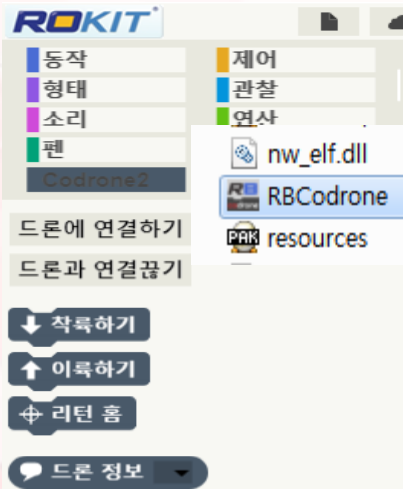 ROKIT
동작
제어
형태
관찰
소리
연산
펜
Codrone2
nw_elf.dll
RBCodrone
resources
드론에 연결하기
드론과 연결끊기
착륙하기
이륙하기
리턴 홈
드론 정보